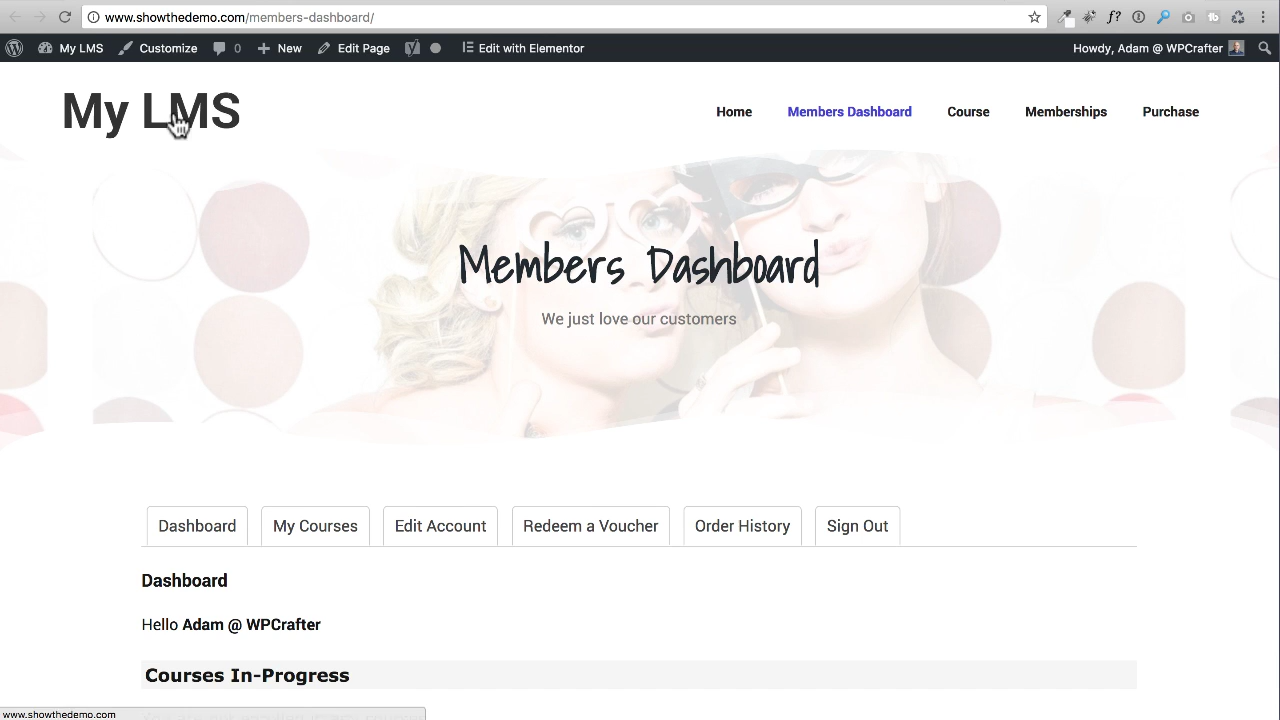 www.showthedemo.com/members-dashboard/
My LMS Customize 0 New Edit Page Edit with Elementor Howdy, Adam @ WPCrafter
My LMS
Home Members Dashboard Course Memberships Purchase
Members Dashboard
We just love our customers
Dashboard My Courses Edit Account Redeem a Voucher Order History Sign Out
Dashboard
Hello Adam @ WPCrafter
Courses In-Progress
www.showthedemo.com